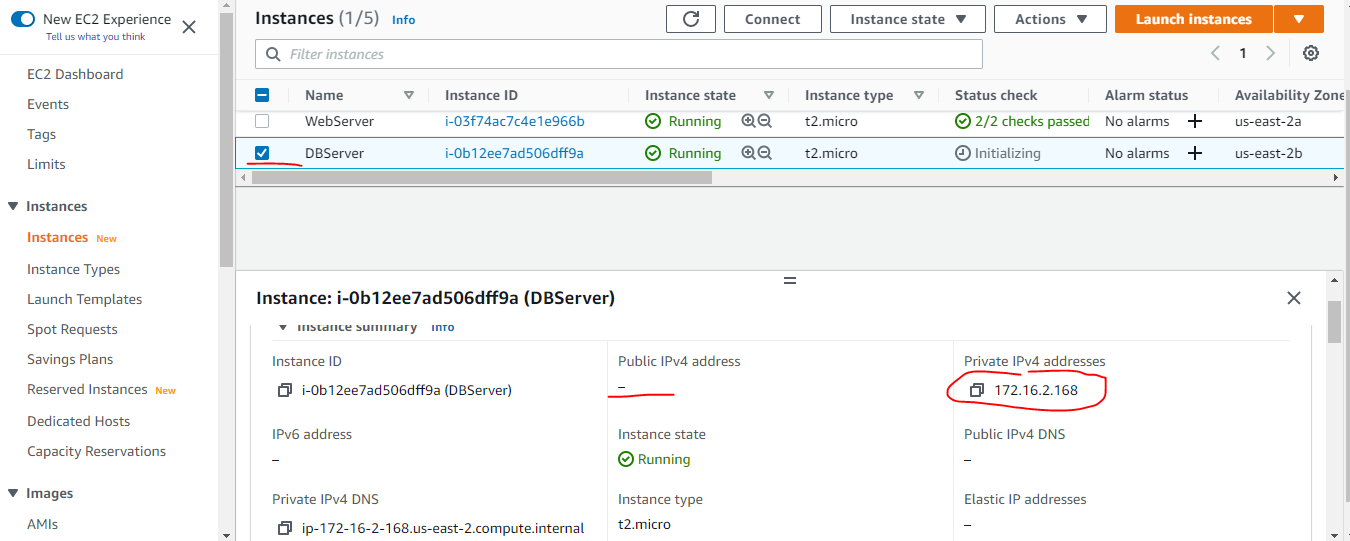 New EC2 Experience
Tell us what you think
EC2 Dashboard
Events
Tags
Limits
Instances
Instances New
Instance Types
Launch Templates
Spot Requests
Savings Plans
Reserved Instances New
Dedicated Hosts
Capacity Reservations
Images
AMIs
Instances (1/5) Info
Connect
Instance state
Actions
Launch instances
Filter instances
1
Name Instance ID Instance state Instance type Status check Alarm status Availability Zone
WebServer i-03f74ac7c4e1e966b Running t2.micro 2/2 checks passed No alarms + us-east-2a
DBServer i-0b12ee7ad506dff9a Running t2.micro Initializing No alarms + us-east-2b
Instance: i-0b12ee7ad506dff9a (DBServer)
Instance summary Info
Instance ID Public IPv4 address Private IPv4 addresses
i-0b12ee7ad506dff9a (DBServer) – 172.16.2.168
IPv6 address Instance state Public IPv4 DNS
– Running –
Private IPv4 DNS Instance type Elastic IP addresses
ip-172-16-2-168.us-east-2.compute.internal t2.micro –